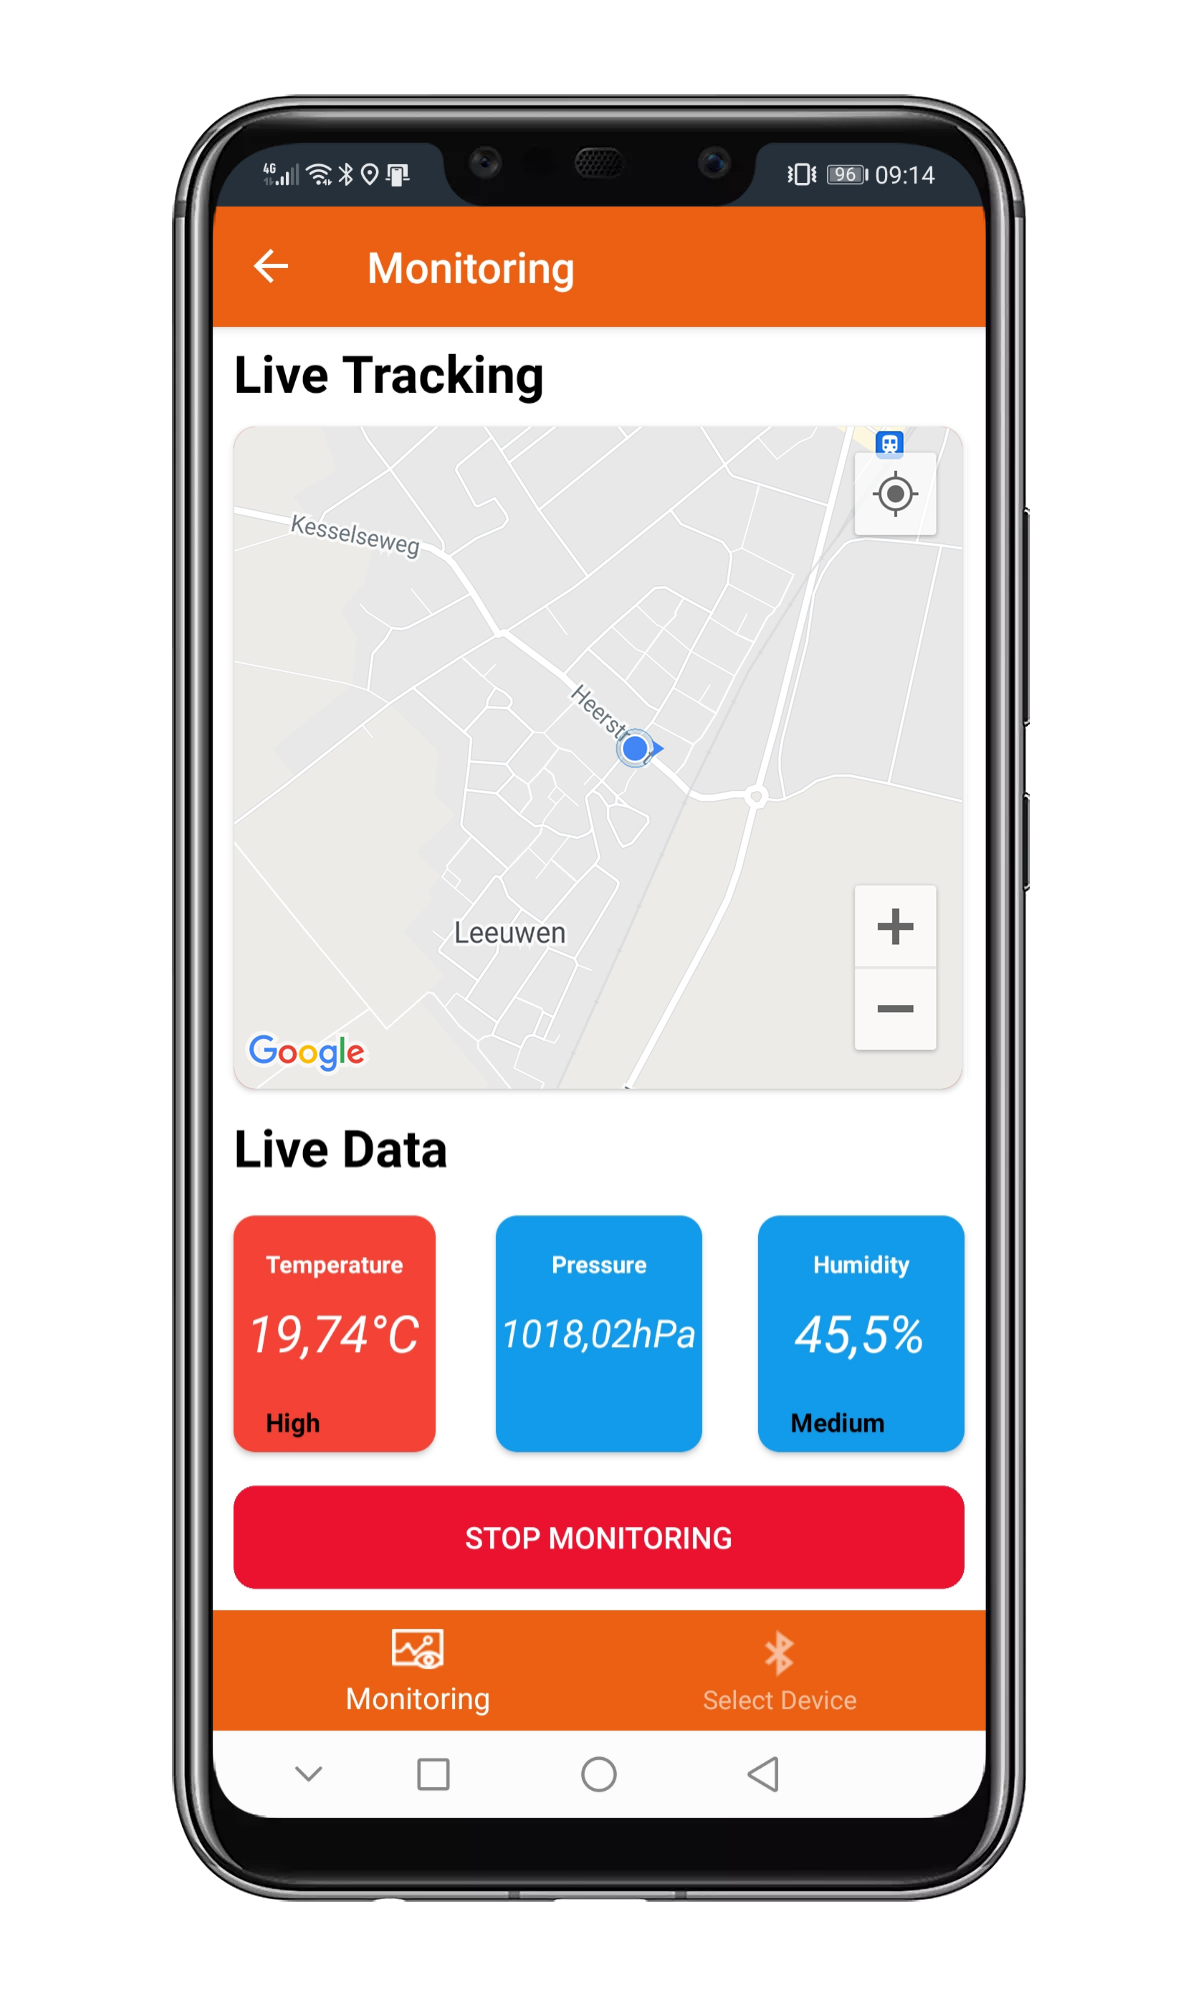 4G
96 09:14
Monitoring
Live Tracking
Kesselseweg
Leeuwen
Google
Live Data
Temperature Pressure Humidity
19,74°C 1018,02hPa 45,5%
High Medium
STOP MONITORING
Monitoring Select Device